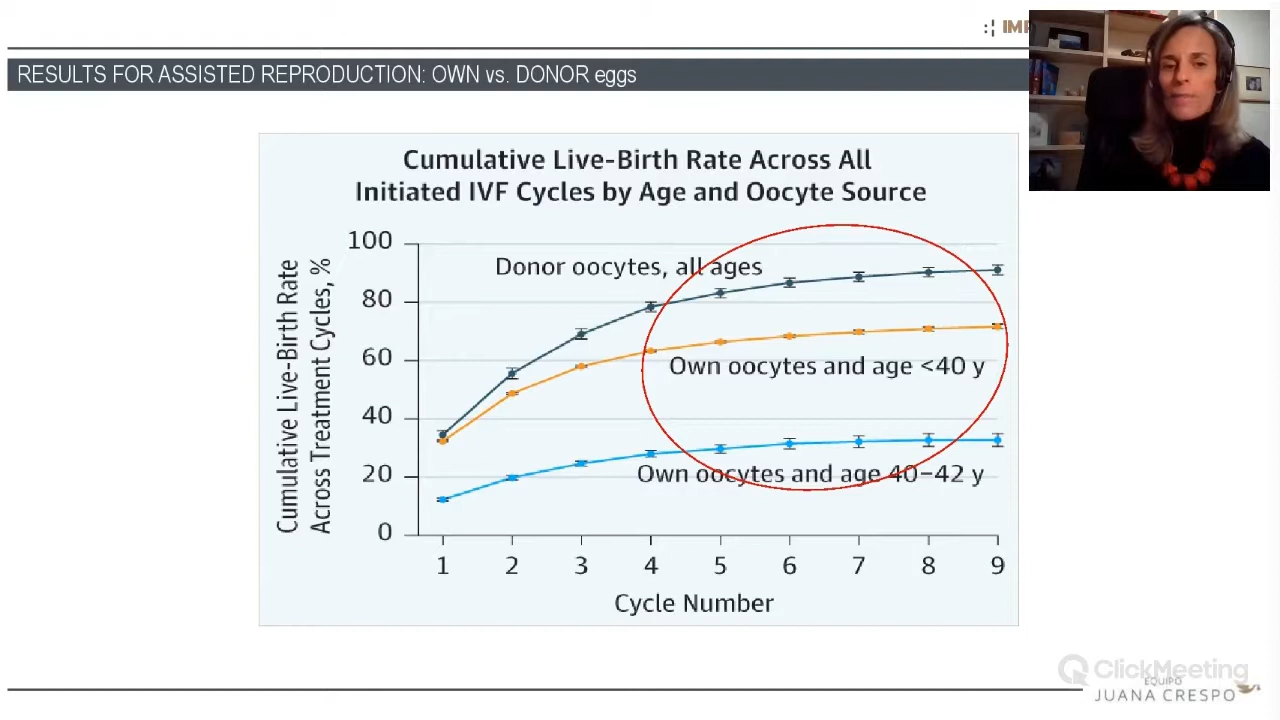 IMP
RESULTS FOR ASSISTED REPRODUCTION: OWN vs. DONOR eggs
Cumulative Live-Birth Rate Across All
Initiated IVF Cycles by Age and Oocyte Source
Cumulative Live-Birth Rate
Across Treatment Cycles, %
100
80
60
40
20
0
Donor oocytes, all ages
Own oocytes and age <40 y
Own oocytes and age 40–42 y
1 2 3 4 5 6 7 8 9
Cycle Number
ClickMeeting
EQUIPO
JUANA CRESPO